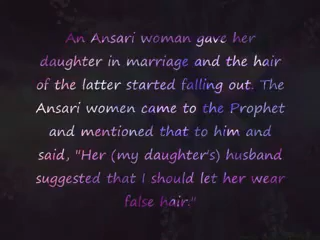 An Ansari woman gave her
daughter in marriage and the hair
of the latter started falling out. The
Ansari women came to the Prophet
and mentioned that to him and
said, "Her (my daughter's) husband
suggested that I should let her wear
false hair."